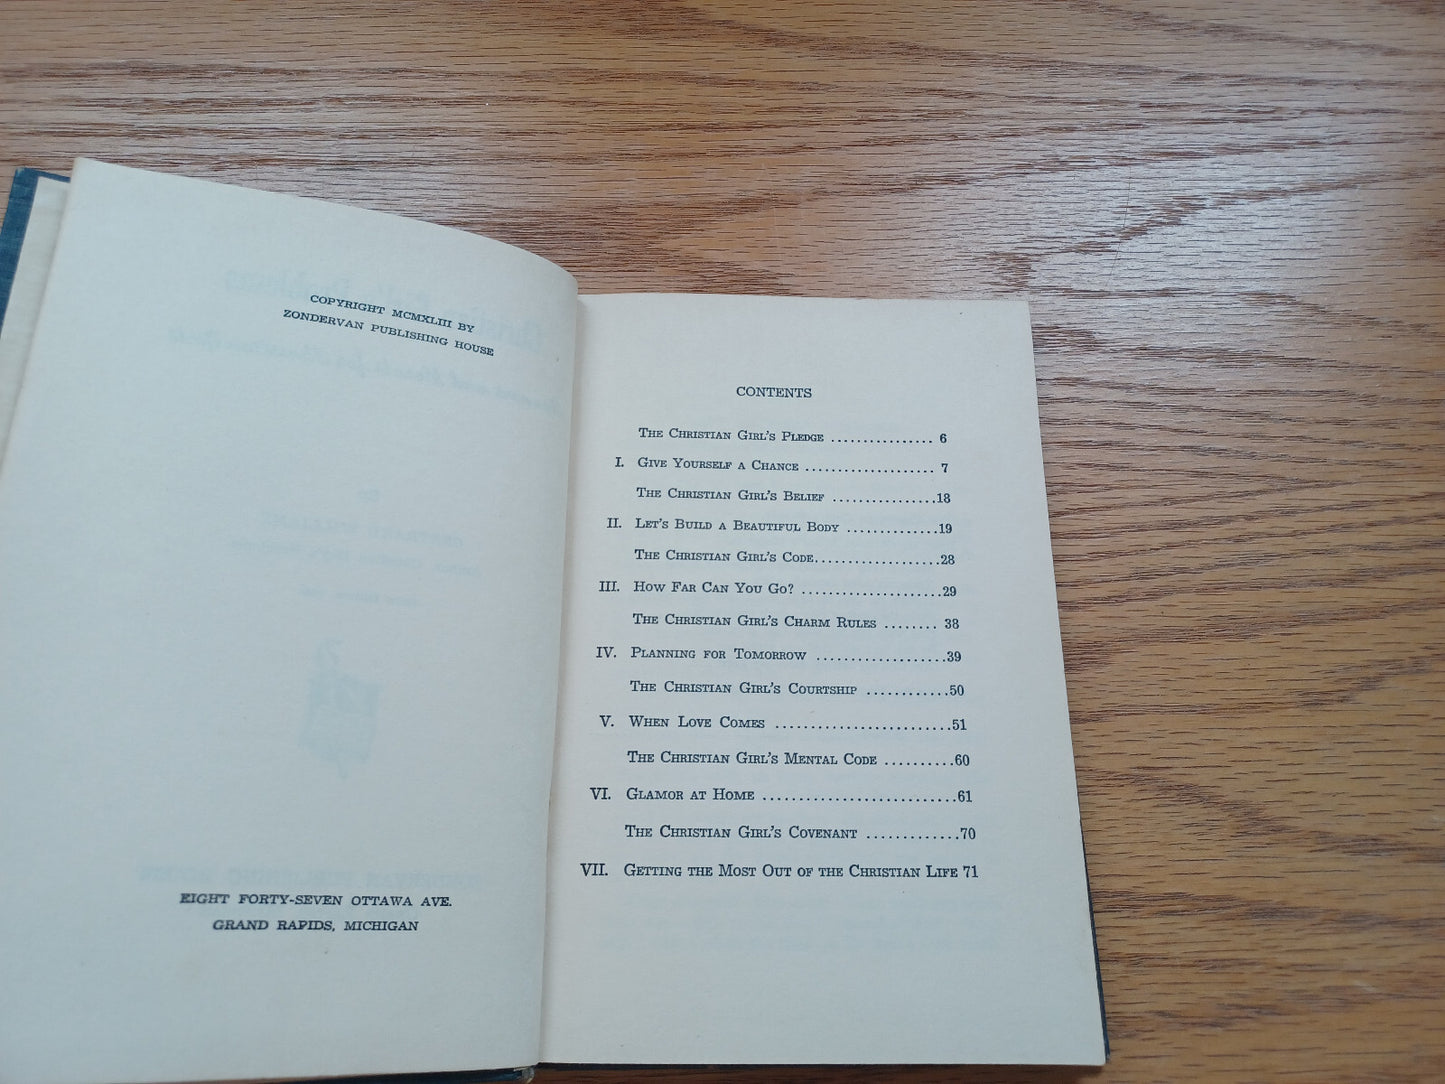 COPYRIGHT MCMXLIII BY
ZONDERVAN PUBLISHING HOUSE
EIGHT FORTY-SEVEN OTTAWA AVE.
GRAND RAPIDS, MICHIGAN
CONTENTS
THE CHRISTIAN GIRL'S PLEDGE ................ 6
I. GIVE YOURSELF A CHANCE .................... 7
THE CHRISTIAN GIRL'S BELIEF ................18
II. LET'S BUILD A BEAUTIFUL BODY ..............19
THE CHRISTIAN GIRL'S CODE...................28
III. HOW FAR CAN YOU GO? ......................29
THE CHRISTIAN GIRL'S CHARM RULES ........ 38
IV. PLANNING FOR TOMORROW ....................39
THE CHRISTIAN GIRL'S COURTSHIP ............50
V. WHEN LOVE COMES .........................51
THE CHRISTIAN GIRL'S MENTAL CODE ..........60
VI. GLAMOR AT HOME ...........................61
THE CHRISTIAN GIRL'S COVENANT .............70
VII. GETTING THE MOST OUT OF THE CHRISTIAN LIFE 71